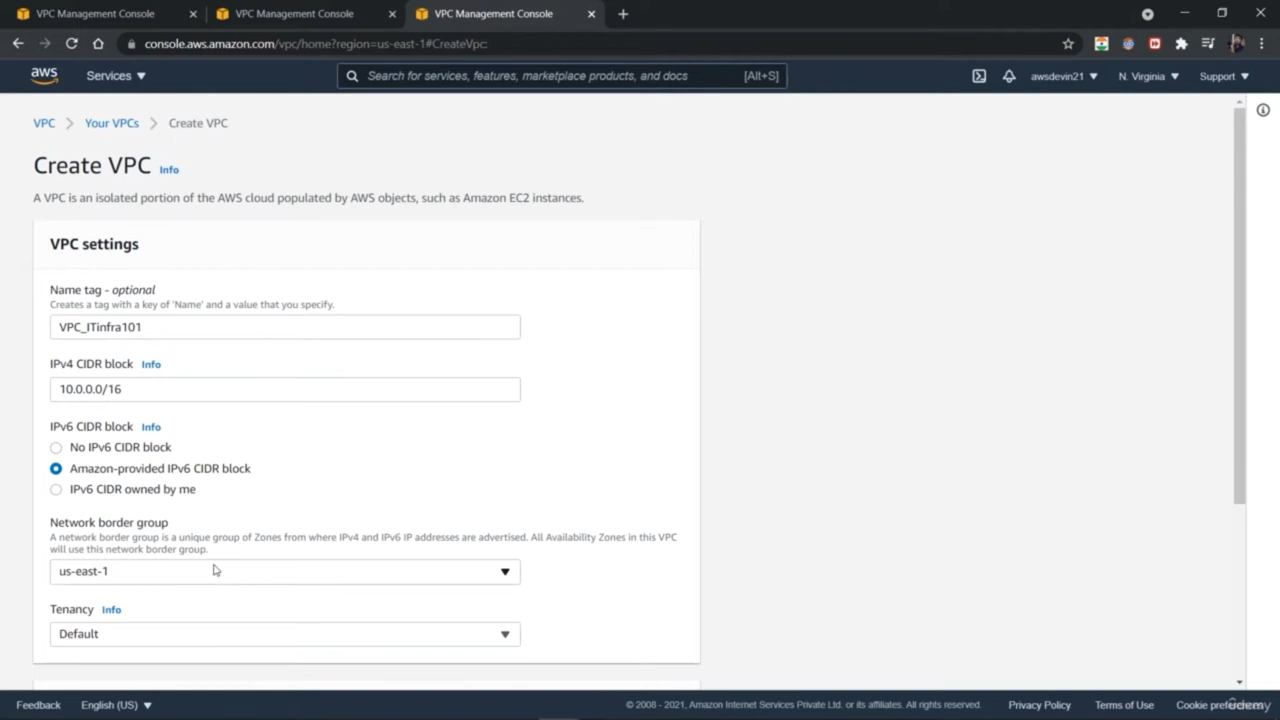 VPC Management Console
VPC Management Console
VPC Management Console
console.aws.amazon.com/vpc/home?region=us-east-1#CreateVpc:
aws
Services
Search for services, features, marketplace products, and docs
[Alt+S]
awsdevin21
N. Virginia
Support
VPC
Your VPCs
Create VPC
Create VPC Info
A VPC is an isolated portion of the AWS cloud populated by AWS objects, such as Amazon EC2 instances.
VPC settings
Name tag - optional
Creates a tag with a key of 'Name' and a value that you specify.
VPC_ITinfra101
IPv4 CIDR block Info
10.0.0.0/16
IPv6 CIDR block Info
No IPv6 CIDR block
Amazon-provided IPv6 CIDR block
IPv6 CIDR owned by me
Network border group
A network border group is a unique group of Zones from where IPv4 and IPv6 IP addresses are advertised. All Availability Zones in this VPC
will use this network border group.
us-east-1
Tenancy Info
Default
Feedback
English (US)
© 2008 - 2021, Amazon Internet Services Private Ltd. or its affiliates. All rights reserved.
Privacy Policy
Terms of Use
Cookie preferences
Udemy